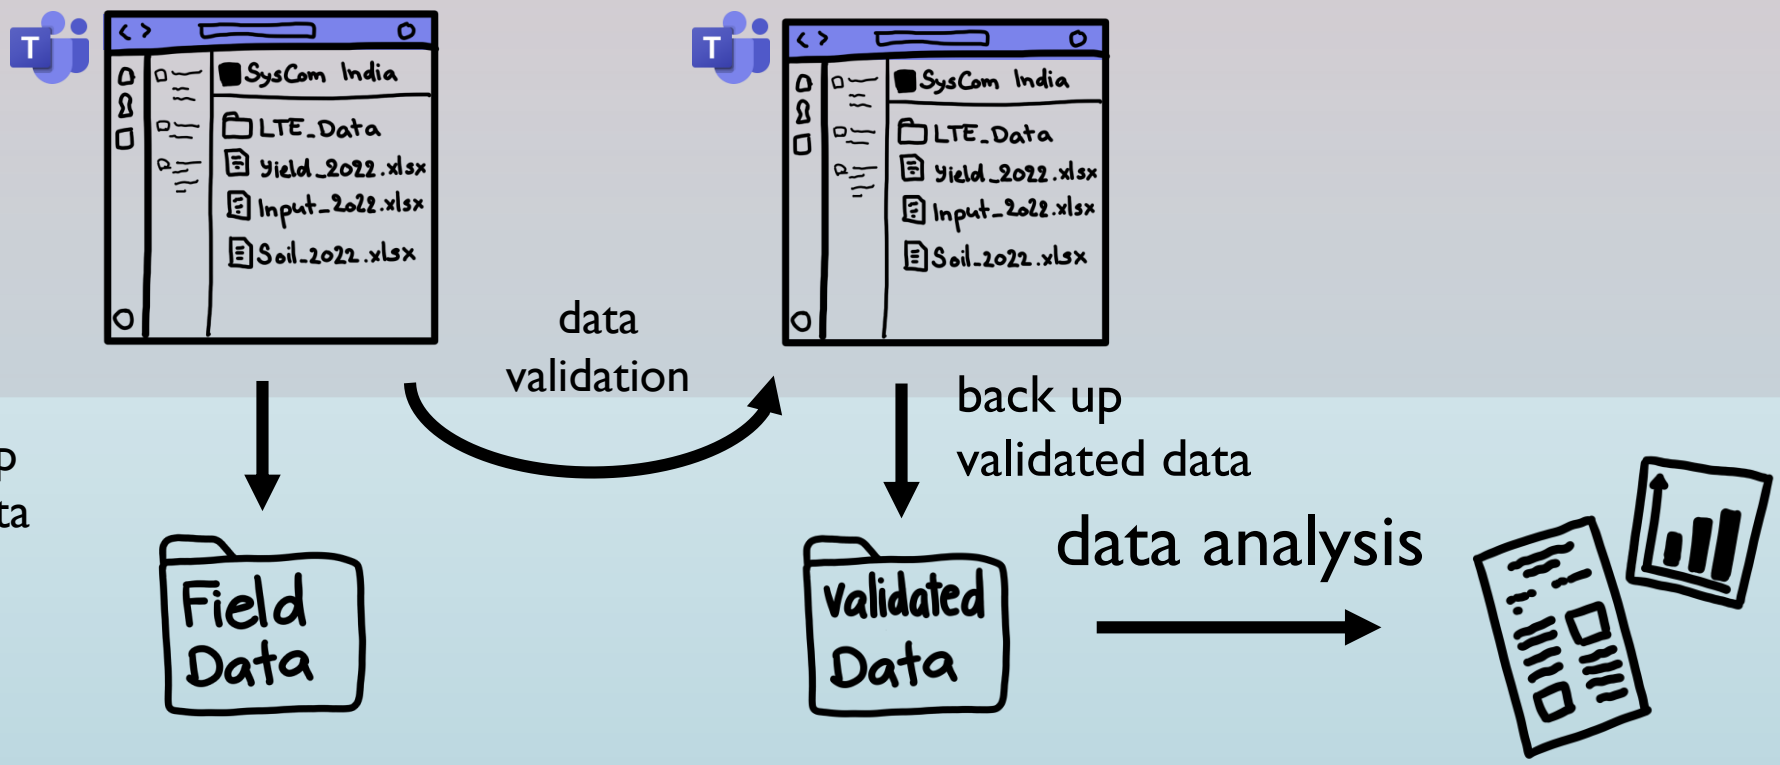 T
SysCom India
LTE_Data
Yield_2022.xlsx
Input_2022.xlsx
Soil_2022.xlsx
T
SysCom India
LTE_Data
Yield_2022.xlsx
Input_2022.xlsx
Soil_2022.xlsx
data
validation
back up
validated data
data analysis
Field
Data
Validated
Data